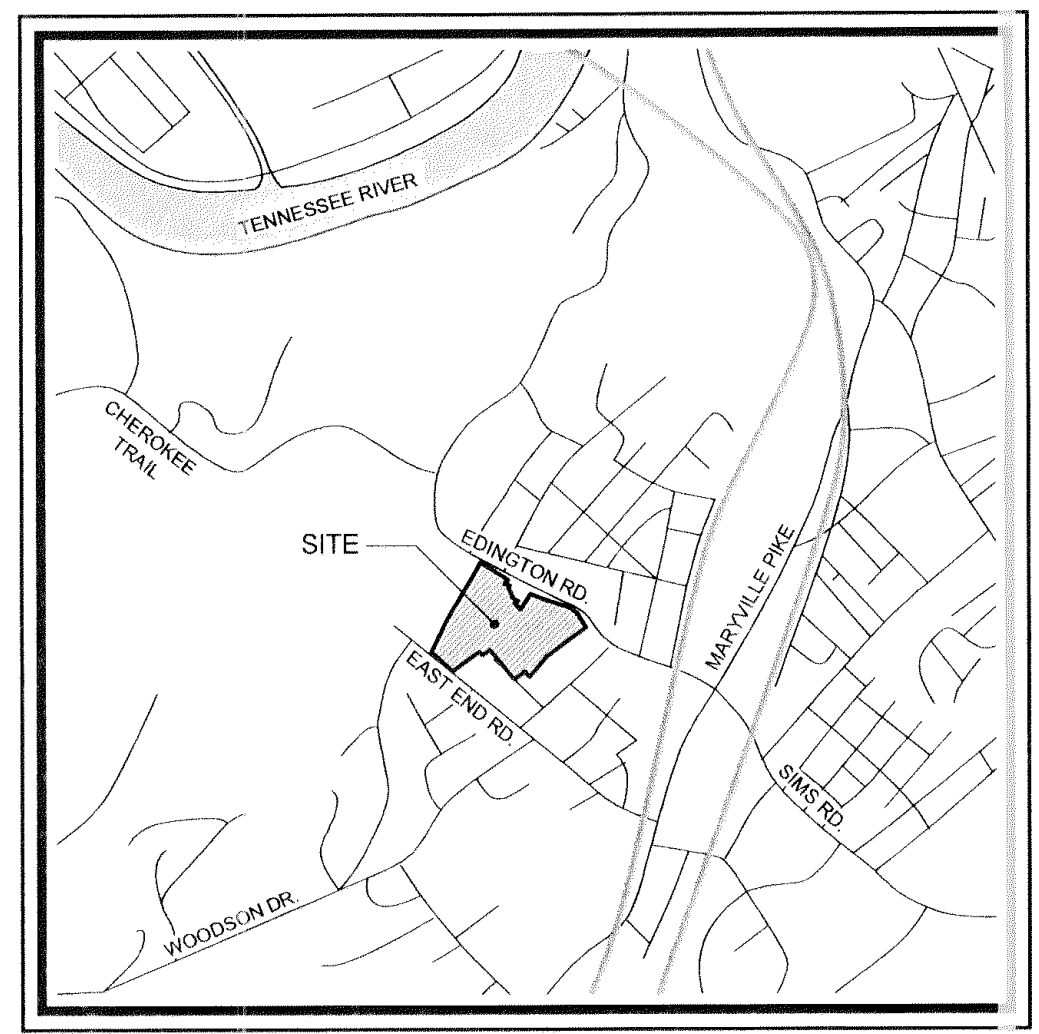 TENNESSEE RIVER
CHEROKEE
TRAIL
SITE
EDINGTON RD.
MARYVILLE PIKE
EAST END RD.
SIMS RD.
WOODSON DR.